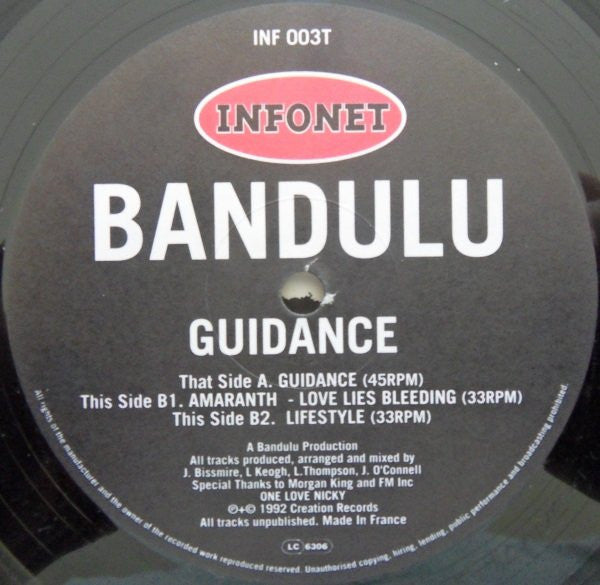 INF 003T
INFONET
BANDULU
GUIDANCE
That Side A. GUIDANCE (45RPM)
This Side B1. AMARANTH - LOVE LIES BLEEDING (33RPM)
This Side B2. LIFESTYLE (33RPM)
A Bandulu Production
All tracks produced, arranged and mixed by
J. Bissmire, L Keogh, L.Thompson, J. O'Connell
Special Thanks to Morgan King and FM Inc
ONE LOVE NICKY
℗+© 1992 Creation Records
All tracks unpublished. Made In France
LC 6306
All rights of the manufacturer and the owner of the recorded work reproduced reserved. Unauthorised copying, hiring, lending, public performance and broadcasting prohibited.